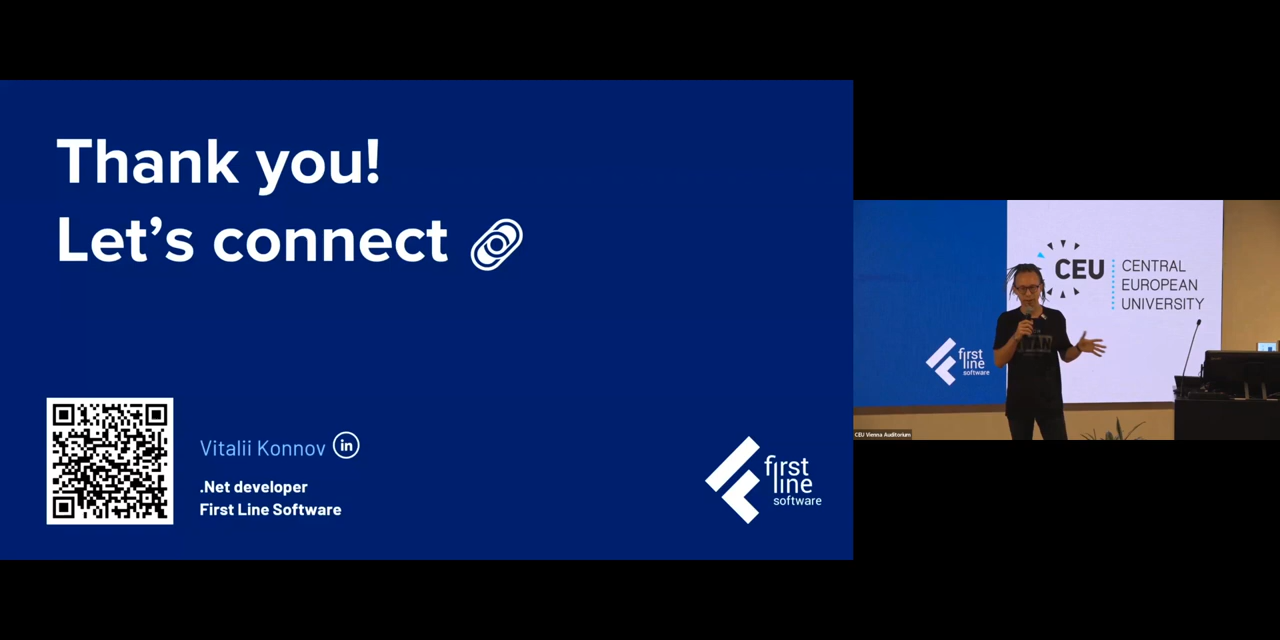 Thank you!
Let's connect
Vitalii Konnov
in
.Net developer
First Line Software
first
line
software
CEU
CENTRAL
EUROPEAN
UNIVERSITY
first
line
software
CEU Vienna Auditorium